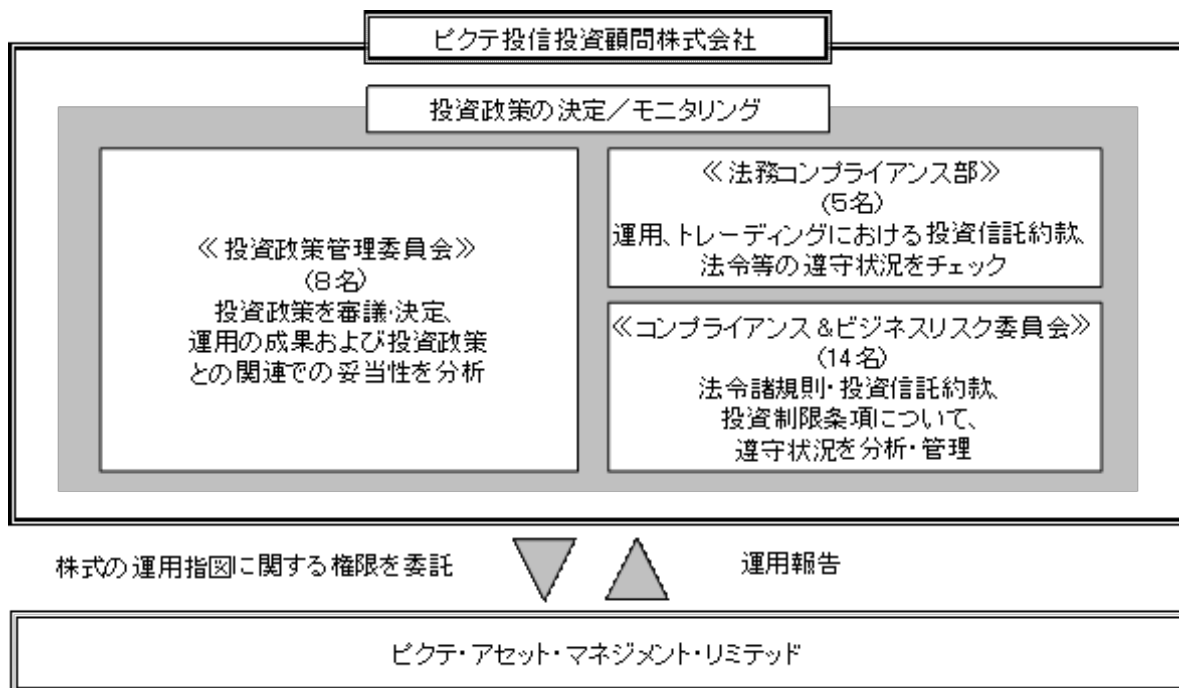 ピクテ投信投資顧問株式会社
投資政策の決定／モニタリング
≪投資政策管理委員会≫
(8名)
投資政策を審議・決定、
運用の成果および投資政策
との関連での妥当性を分析
≪法務コンプライアンス部≫
(5名)
運用、トレーディングにおける投資信託約款、
法令等の遵守状況をチェック
≪コンプライアンス＆ビジネスリスク委員会≫
(14名)
法令諸規則・投資信託約款、
投資制限条項について、
遵守状況を分析・管理
株式の運用指図に関する権限を委託
運用報告
ピクテ・アセット・マネジメント・リミテッド